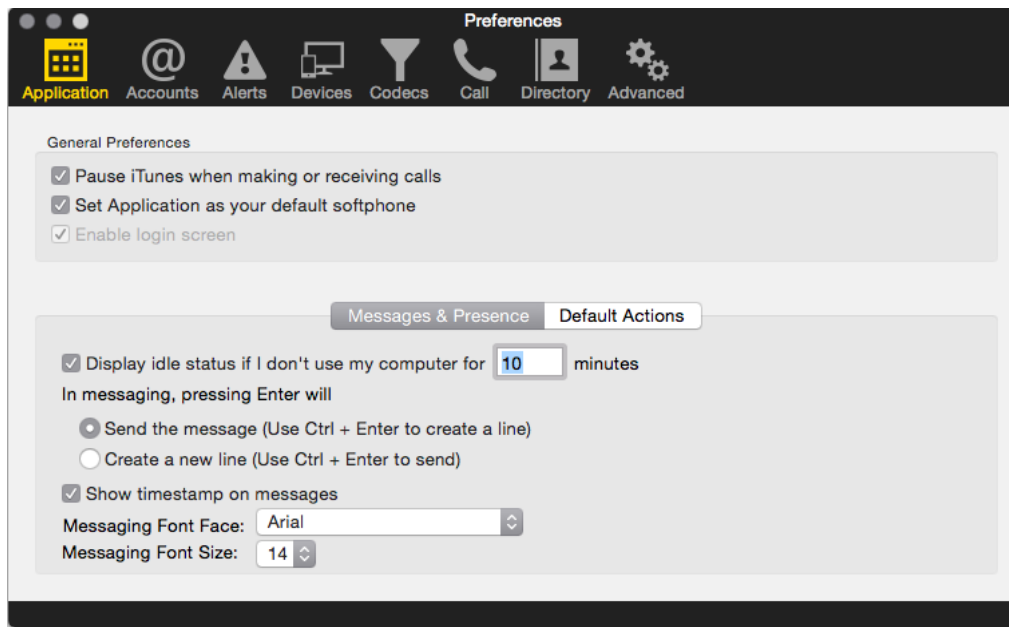 Preferences
Application Accounts Alerts Devices Codecs Call Directory Advanced
General Preferences
Pause iTunes when making or receiving calls
Set Application as your default softphone
Enable login screen
Messages & Presence Default Actions
Display idle status if I don't use my computer for 10 minutes
In messaging, pressing Enter will
Send the message (Use Ctrl + Enter to create a line)
Create a new line (Use Ctrl + Enter to send)
Show timestamp on messages
Messaging Font Face: Arial
Messaging Font Size: 14